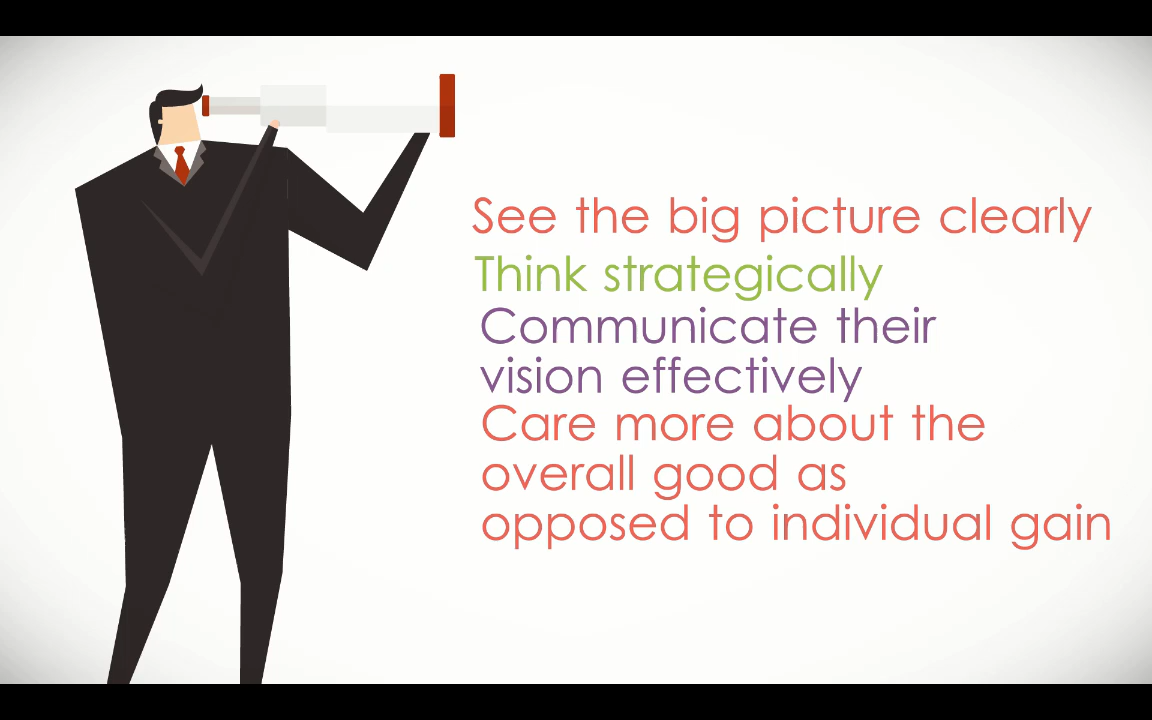 See the big picture clearly
Think strategically
Communicate their
vision effectively
Care more about the
overall good as
opposed to individual gain